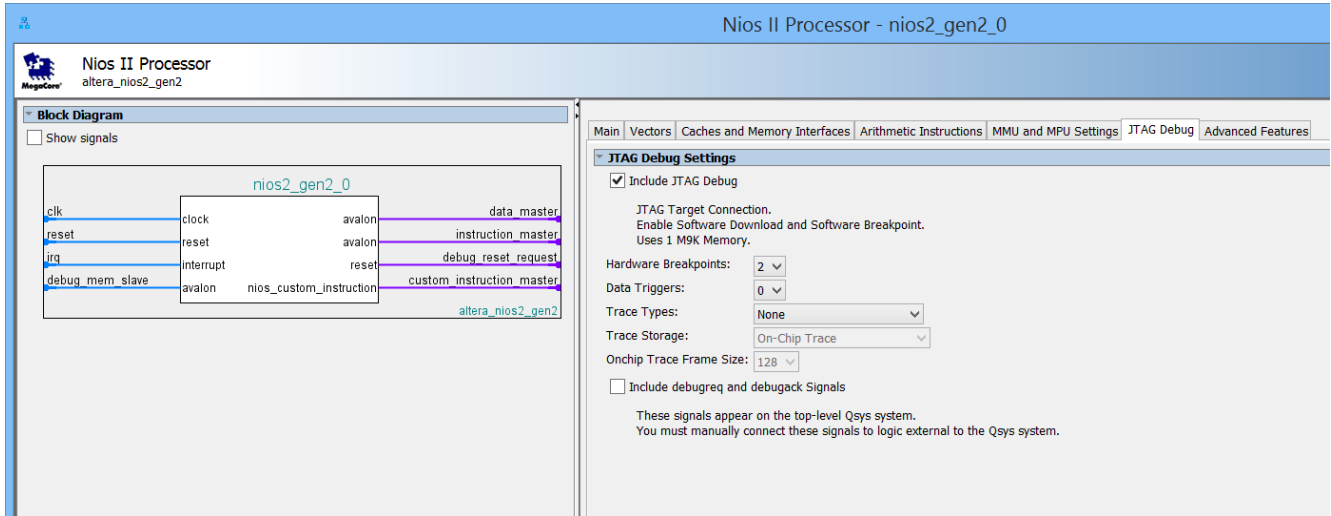 Nios II Processor - nios2_gen2_0
MegaCore'
Nios II Processor
altera_nios2_gen2
Block Diagram
Show signals
nios2_gen2_0
clk
clock
avalon
data_master
reset
reset
avalon
instruction_master
irq
interrupt
reset
debug_reset_request
debug_mem_slave
avalon
nios_custom_instruction
custom_instruction_master
altera_nios2_gen2
Main Vectors Caches and Memory Interfaces Arithmetic Instructions MMU and MPU Settings JTAG Debug Advanced Features
JTAG Debug Settings
Include JTAG Debug
JTAG Target Connection.
Enable Software Download and Software Breakpoint.
Uses 1 M9K Memory.
Hardware Breakpoints: 2
Data Triggers: 0
Trace Types: None
Trace Storage: On-Chip Trace
Onchip Trace Frame Size: 128
Include debugreq and debugack Signals
These signals appear on the top-level Qsys system.
You must manually connect these signals to logic external to the Qsys system.